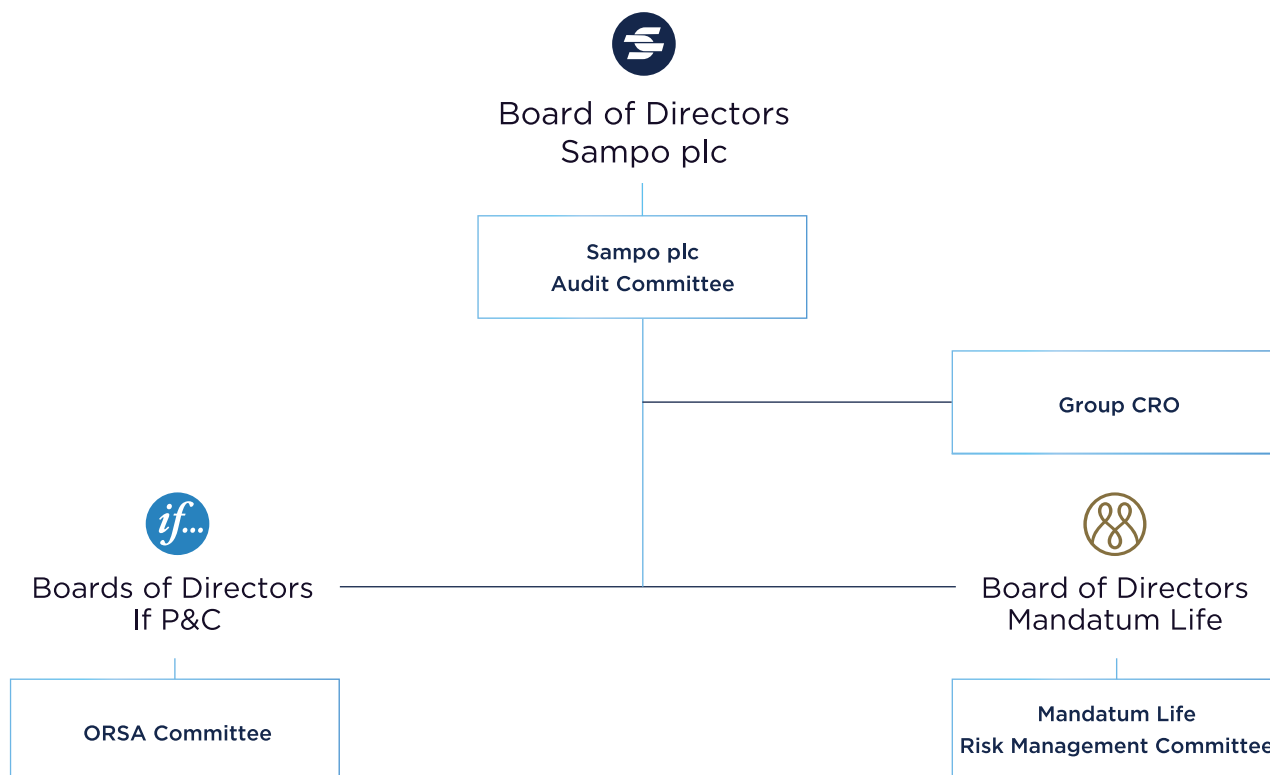 Board of Directors
Sampo plc
Sampo plc
Audit Committee
Group CRO
if...
Boards of Directors
If P&C
Board of Directors
Mandatum Life
ORSA Committee
Mandatum Life
Risk Management Committee